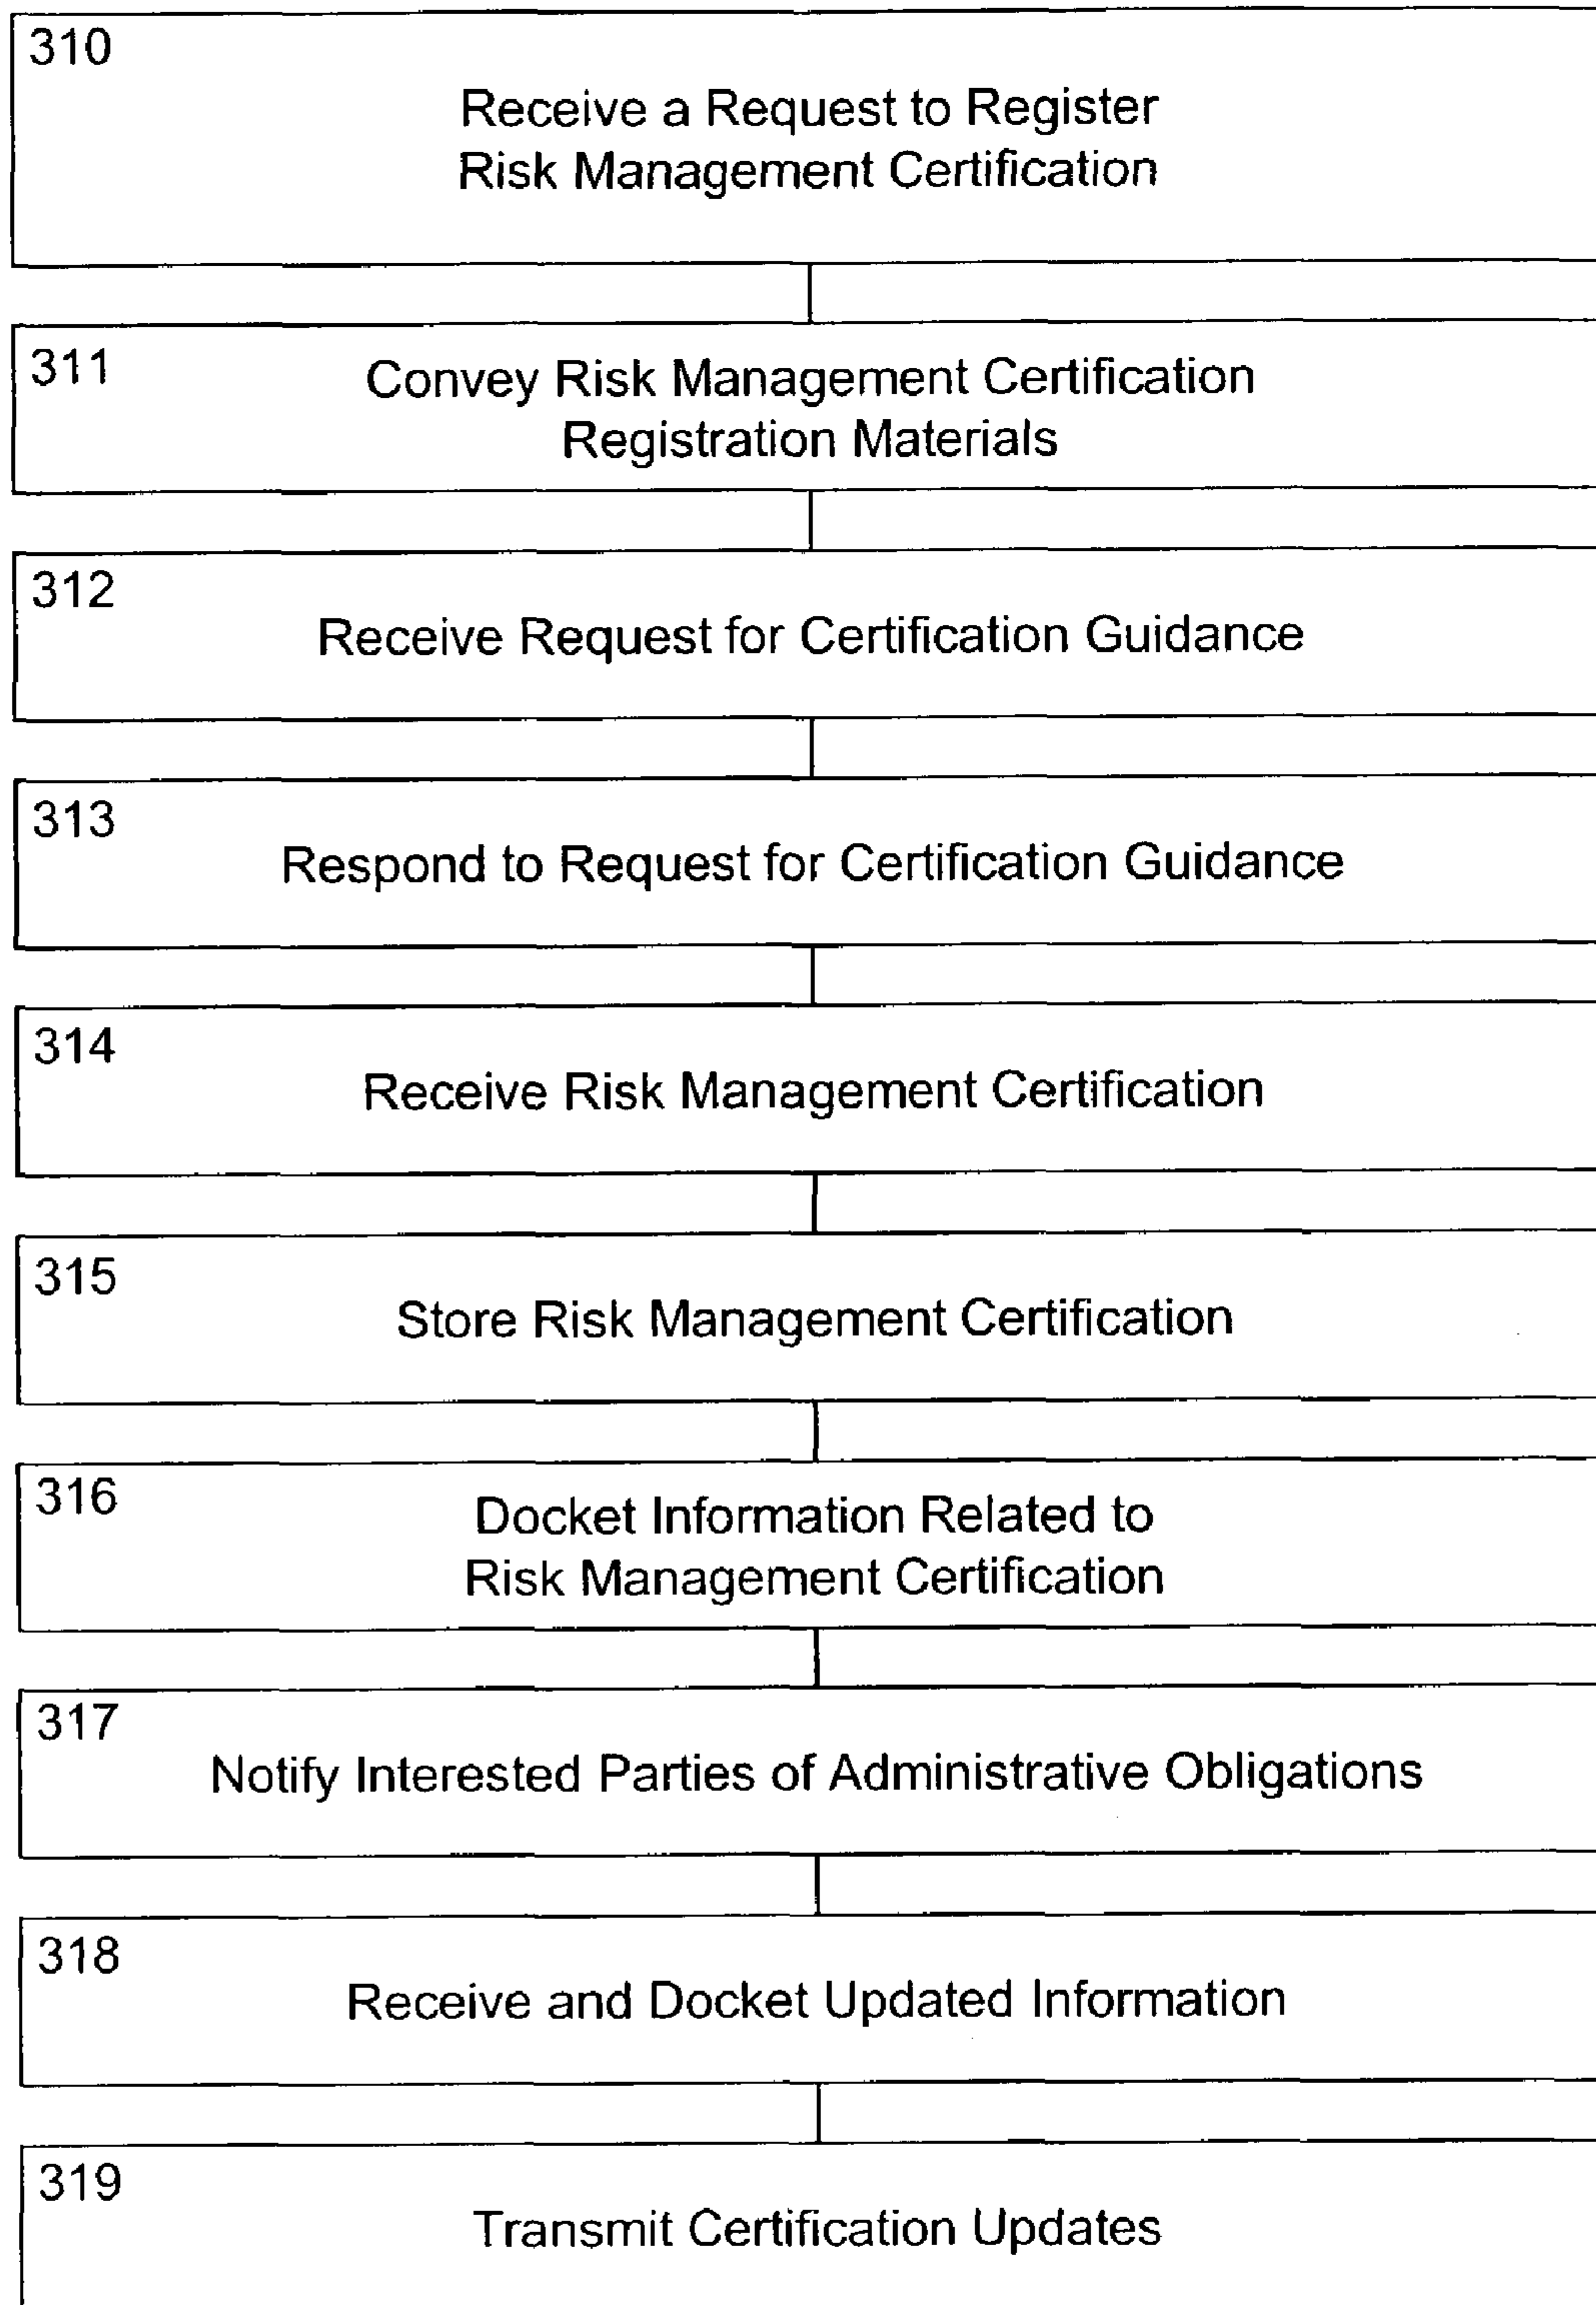 310
Receive a Request to Register
Risk Management Certification
311
Convey Risk Management Certification
Registration Materials
312
Receive Request for Certification Guidance
313
Respond to Request for Certification Guidance
314
Receive Risk Management Certification
315
Store Risk Management Certification
316
Docket Information Related to
Risk Management Certification
317
Notify Interested Parties of Administrative Obligations
318
Receive and Docket Updated Information
319
Transmit Certification Updates